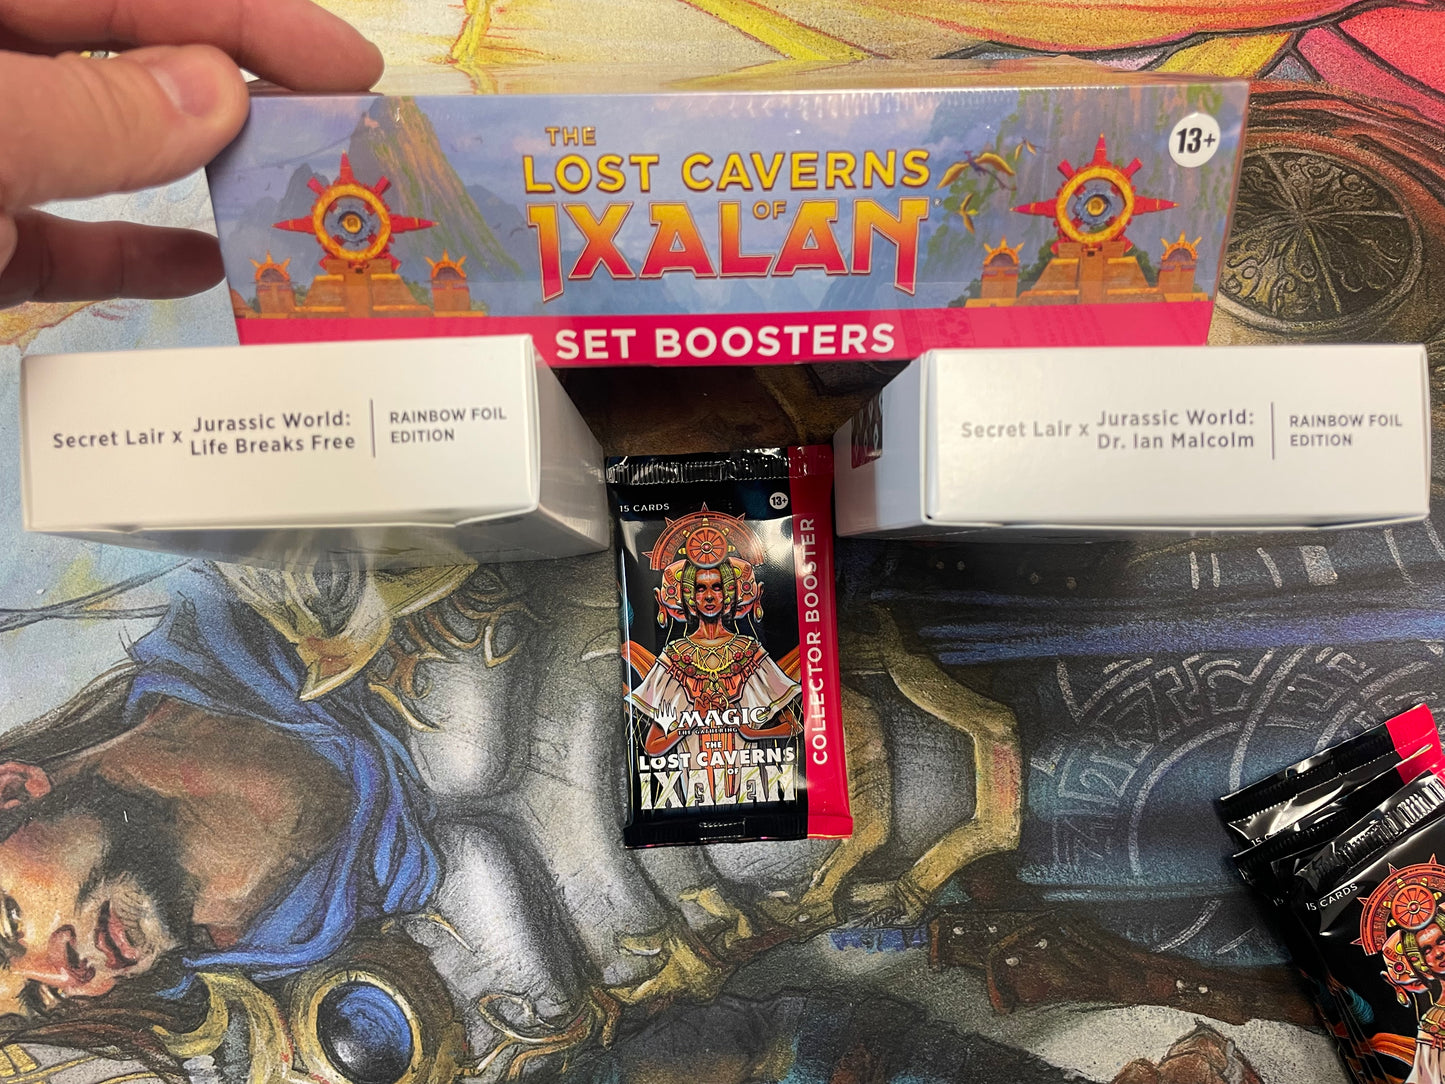 THE
LOST CAVERNS
OF
IXALAN
13+
SET BOOSTERS
Secret Lair x Jurassic World:
Life Breaks Free
RAINBOW FOIL
EDITION
Secret Lair x Jurassic World:
Dr. Ian Malcolm
RAINBOW FOIL
EDITION
15 CARDS
13+
COLLECTOR BOOSTER
MAGIC
THE GATHERING
THE
LOST CAVERNS
OF
IXALAN
15 C
15
15 CARDS